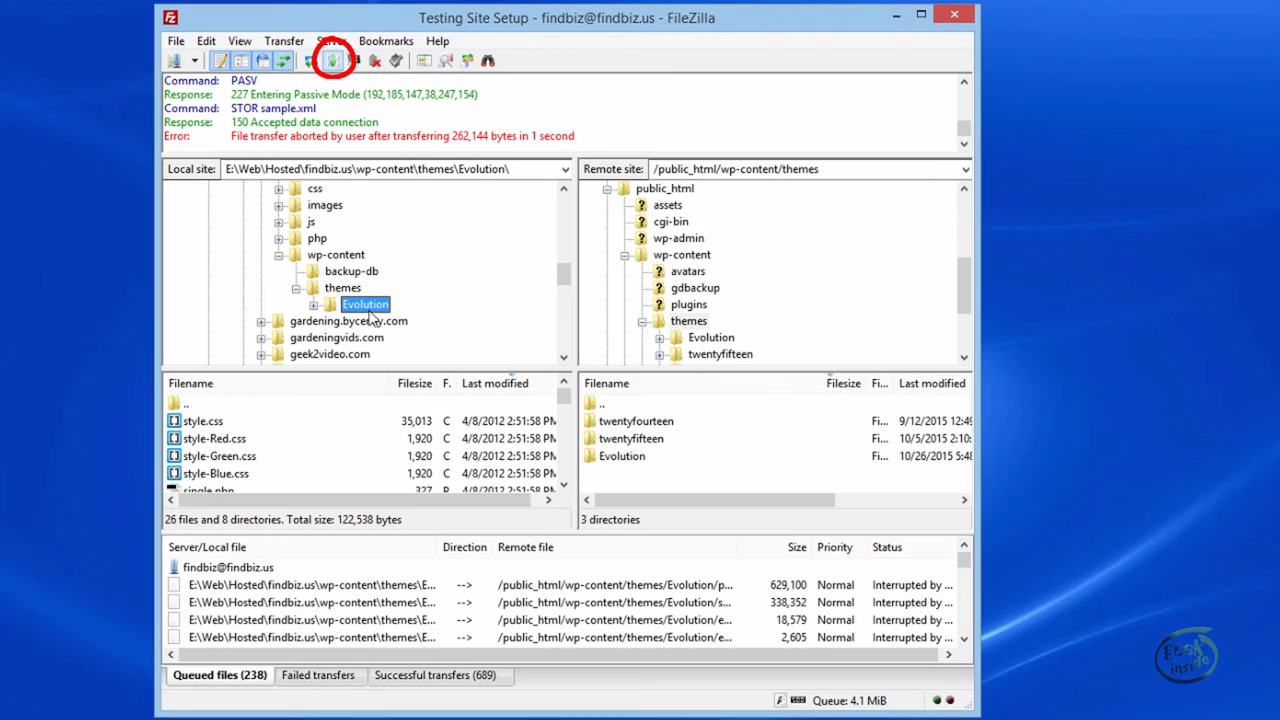 Testing Site Setup - findbiz@findbiz.us - FileZilla
File Edit View Transfer Server Bookmarks Help
Command: PASV
Response: 227 Entering Passive Mode (192,185,147,38,247,154)
Command: STOR sample.xml
Response: 150 Accepted data connection
Error: File transfer aborted by user after transferring 262,144 bytes in 1 second
Local site: E:\Web\Hosted\findbiz.us\wp-content\themes\Evolution\
Remote site: /public_html/wp-content/themes
css
images
js
php
wp-content
backup-db
themes
Evolution
gardening.byce y.com
gardeningvids.com
geek2video.com
public_html
? assets
? cgi-bin
? wp-admin
wp-content
? avatars
? gdbackup
? plugins
themes
Evolution
twentyfifteen
Filename Filesize F. Last modified
..
style.css 35,013 C 4/8/2012 2:51:58 PM
style-Red.css 1,920 C 4/8/2012 2:51:58 PM
style-Green.css 1,920 C 4/8/2012 2:51:58 PM
style-Blue.css 1,920 C 4/8/2012 2:51:58 PM
single.php 327 P 4/8/2012 2:51:58 PM
26 files and 8 directories. Total size: 122,538 bytes
Filename Filesize Fi... Last modified
..
twentyfourteen Fi... 9/12/2015 12:49
twentyfifteen Fi... 10/5/2015 2:10:
Evolution Fi... 10/26/2015 5:48
3 directories
Server/Local file Direction Remote file Size Priority Status
findbiz@findbiz.us
E:\Web\Hosted\findbiz.us\wp-content\themes\E... --> /public_html/wp-content/themes/Evolution/p... 629,100 Normal Interrupted by ...
E:\Web\Hosted\findbiz.us\wp-content\themes\E... --> /public_html/wp-content/themes/Evolution/s... 338,352 Normal Interrupted by ...
E:\Web\Hosted\findbiz.us\wp-content\themes\E... --> /public_html/wp-content/themes/Evolution/e... 18,579 Normal Interrupted by ...
E:\Web\Hosted\findbiz.us\wp-content\themes\E... --> /public_html/wp-content/themes/Evolution/e... 2,605 Normal Interrupted by ...
Queued files (238) Failed transfers Successful transfers (689)
Queue: 4.1 MiB
geek
inside